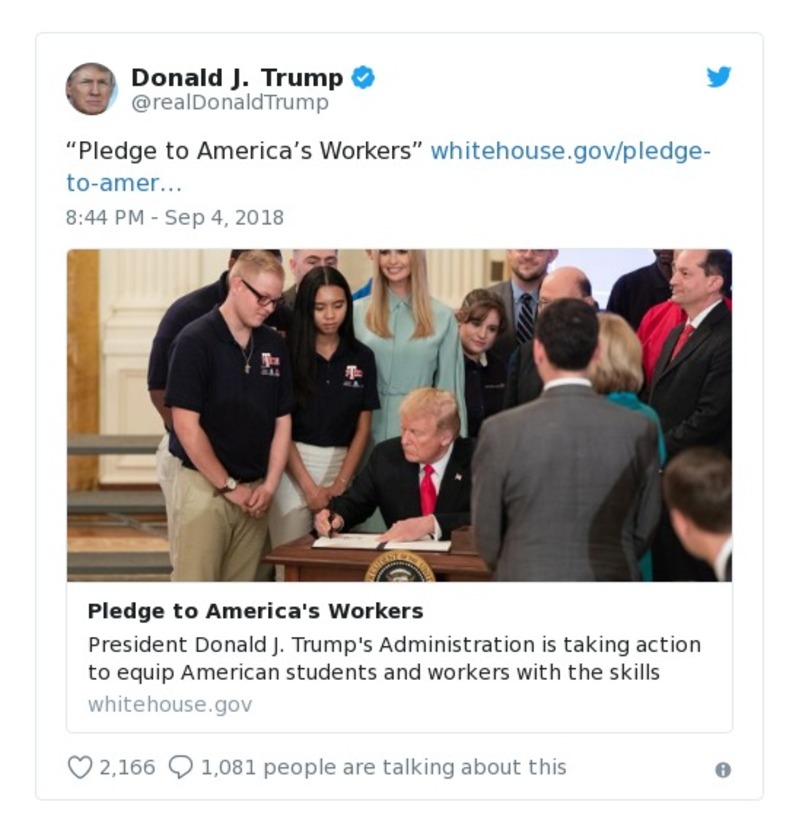 Donald J. Trump
@realDonaldTrump
“Pledge to America’s Workers” whitehouse.gov/pledge-
to-amer…
8:44 PM - Sep 4, 2018
Pledge to America's Workers
President Donald J. Trump's Administration is taking action
to equip American students and workers with the skills
whitehouse.gov
2,166 1,081 people are talking about this